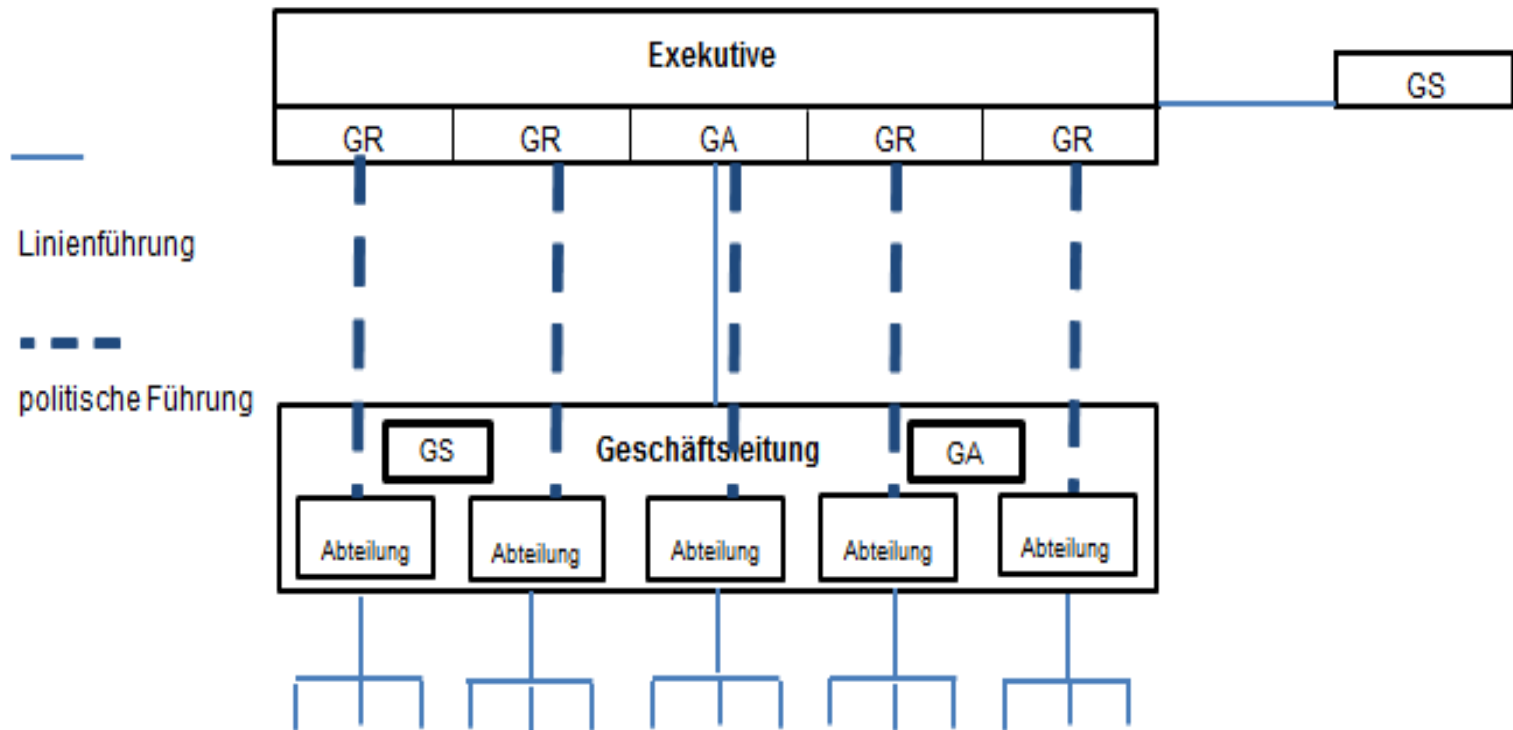 Exekutive
GS
GR GR GA GR GR
Linienführung
politische Führung
GS Geschäftsleitung GA
Abteilung Abteilung Abteilung Abteilung Abteilung